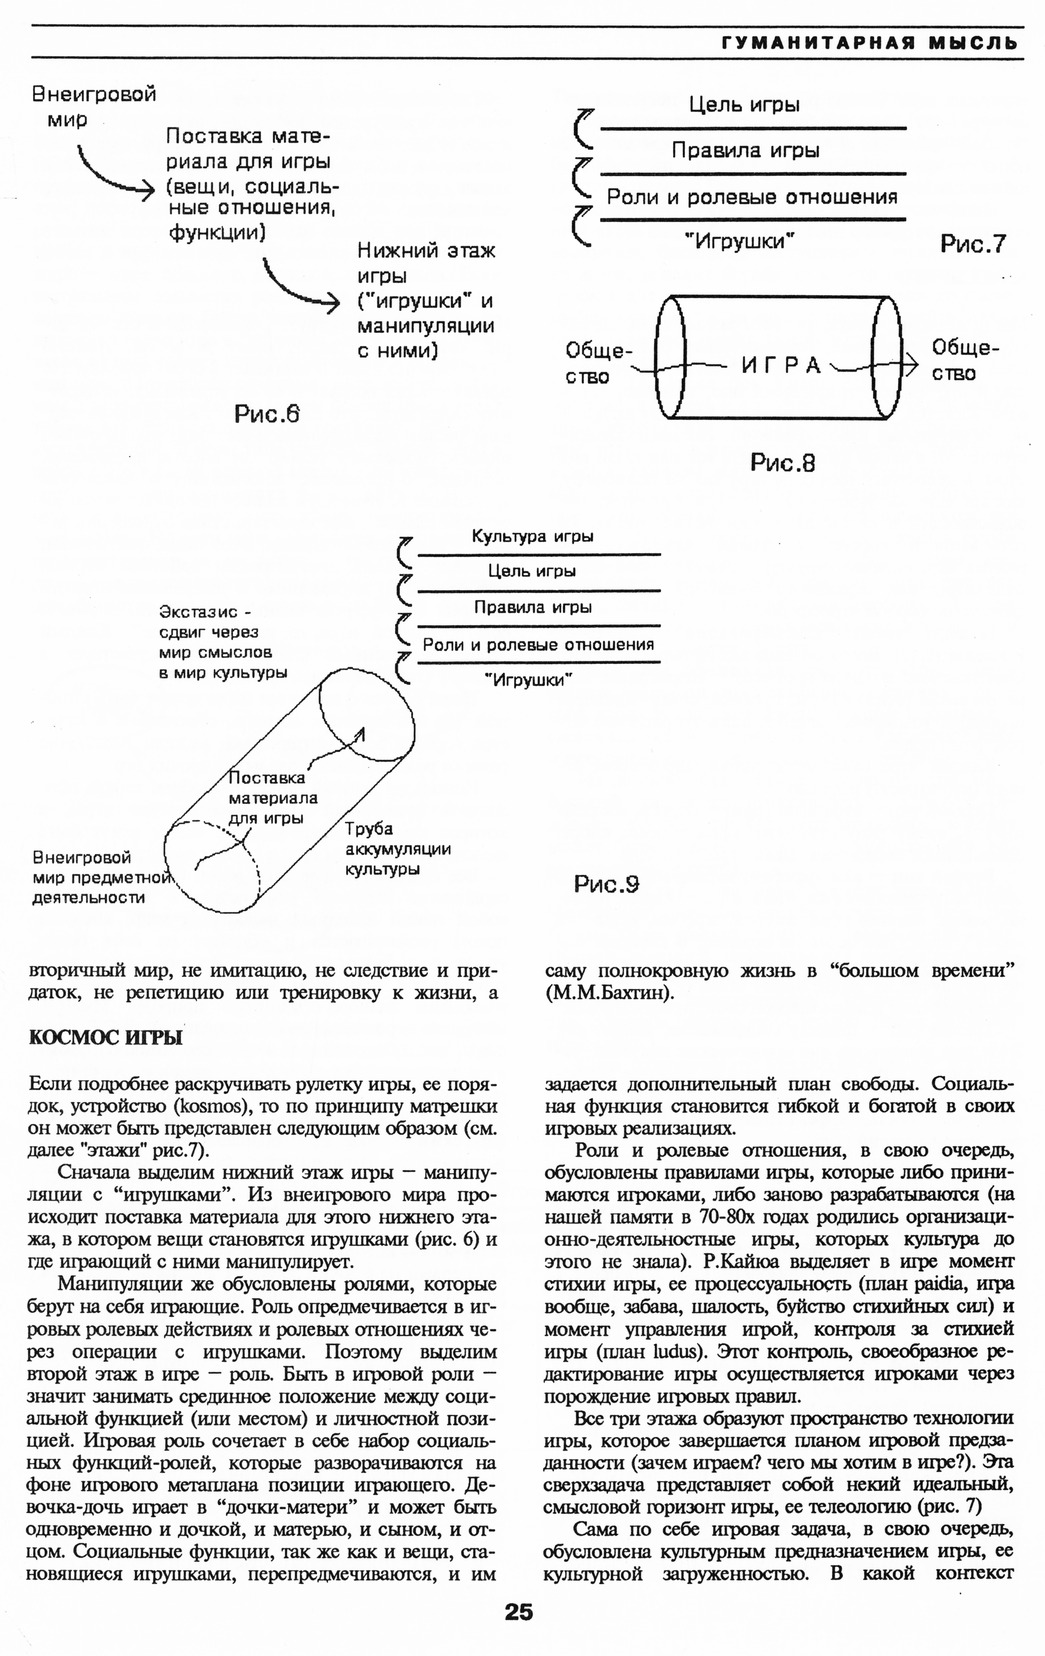 ГУМАНИТАРНАЯ МЫСЛЬ
Внеигровой
мир
Поставка мате-
риала для игры
(вещи, социаль-
ные отношения,
функции)
Нижний этаж
игры
("игрушки" и
манипуляции
с ними)
Рис.6
Цель игры
Правила игры
Роли и ролевые отношения
"Игрушки"
Рис.7
Обще-
ство
ИГРА
Обще-
ство
Рис.8
Культура игры
Цель игры
Правила игры
Роли и ролевые отношения
"Игрушки"
Экстазис -
сдвиг через
мир смыслов
в мир культуры
Поставка
материала
для игры
Труба
аккумуляции
культуры
Внеигровой
мир предметной
деятельности
Рис.9
вторичный мир, не имитацию, не следствие и при-
даток, не репетицию или тренировку к жизни, а
саму полнокровную жизнь в “большом времени”
(М.М.Бахтин).
КОСМОС ИГРЫ
Если подробнее раскручивать рулетку игры, ее поря-
док, устройство (kosmos), то по принципу матрешки
он может быть представлен следующим образом (см.
далее "этажи" рис.7).
Сначала выделим нижний этаж игры — манипу-
ляции с “игрушками”. Из внеигрового мира про-
исходит поставка материала для этого нижнего эта-
жа, в котором вещи становятся игрушками (рис. 6) и
где играющий с ними манипулирует.
Манипуляции же обусловлены ролями, которые
берут на себя играющие. Роль опредмечивается в иг-
ровых ролевых действиях и ролевых отношениях че-
рез операции с игрушками. Поэтому выделим
второй этаж в игре — роль. Быть в игровой роли —
значит занимать срединное положение между соци-
альной функцией (или местом) и личностной пози-
цией. Игровая роль сочетает в себе набор социаль-
ных функций-ролей, которые разворачиваются на
фоне игрового метаплана позиции играющего. Де-
вочка-дочь играет в “дочки-матери” и может быть
одновременно и дочкой, и матерью, и сыном, и от-
цом. Социальные функции, так же как и вещи, ста-
новящиеся игрушками, перепредмечиваются, и им
задается дополнительный план свободы. Социаль-
ная функция становится гибкой и богатой в своих
игровых реализациях.
Роли и ролевые отношения, в свою очередь,
обусловлены правилами игры, которые либо прини-
маются игроками, либо заново разрабатываются (на
нашей памяти в 70-80х годах родились организаци-
онно-деятельностные игры, которых культура до
этого не знала). Р.Кайюа выделяет в игре момент
стихии игры, ее процессуальность (план paidia, игра
вообще, забава, шалость, буйство стихийных сил) и
момент управления игрой, контроля за стихией
игры (план ludus). Этот контроль, своеобразное ре-
дактирование игры осуществляется игроками через
порождение игровых правил.
Все три этажа образуют пространство технологии
игры, которое завершается планом игровой предза-
данности (зачем играем? чего мы хотим в игре?). Эта
сверхзадача представляет собой некий идеальный,
смысловой горизонт игры, ее телеологию (рис. 7)
Сама по себе игровая задача, в свою очередь,
обусловлена культурным предназначением игры, ее
культурной загруженностью. В какой контекст
25